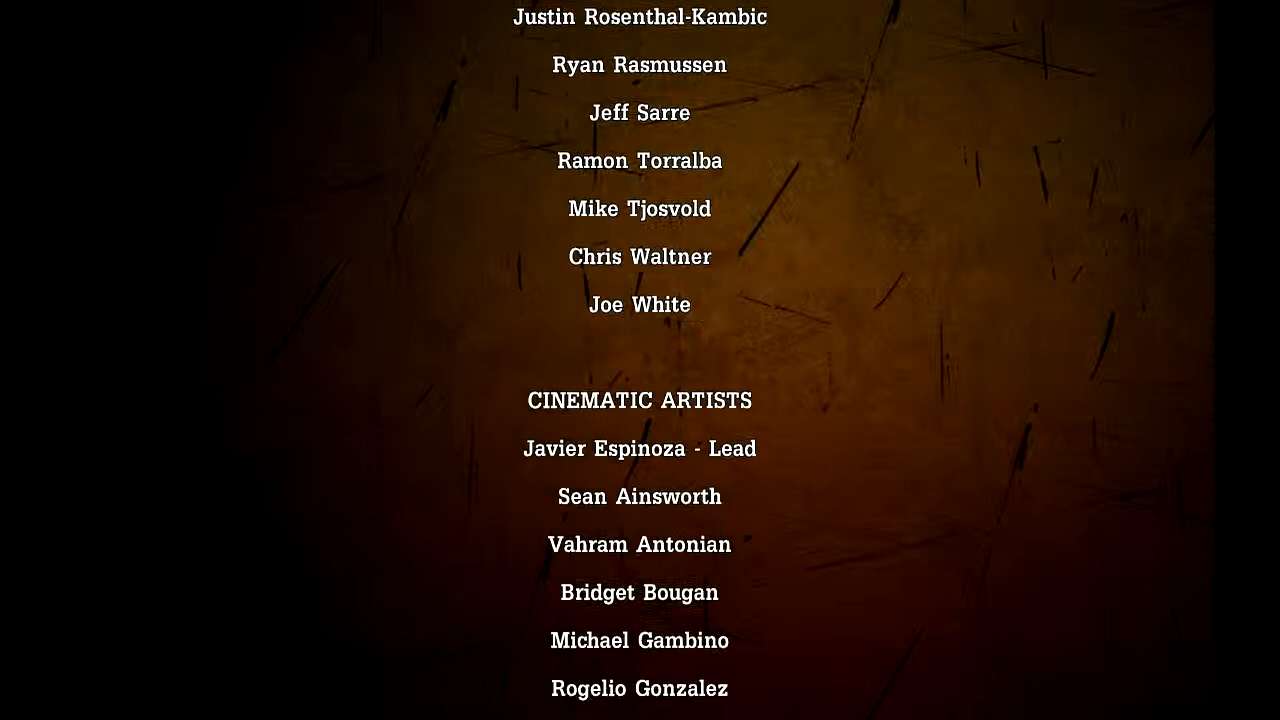 Justin Rosenthal-Kambic
Ryan Rasmussen
Jeff Sarre
Ramon Torralba
Mike Tjosvold
Chris Waltner
Joe White
CINEMATIC ARTISTS
Javier Espinoza - Lead
Sean Ainsworth
Vahram Antonian
Bridget Bougan
Michael Gambino
Rogelio Gonzalez